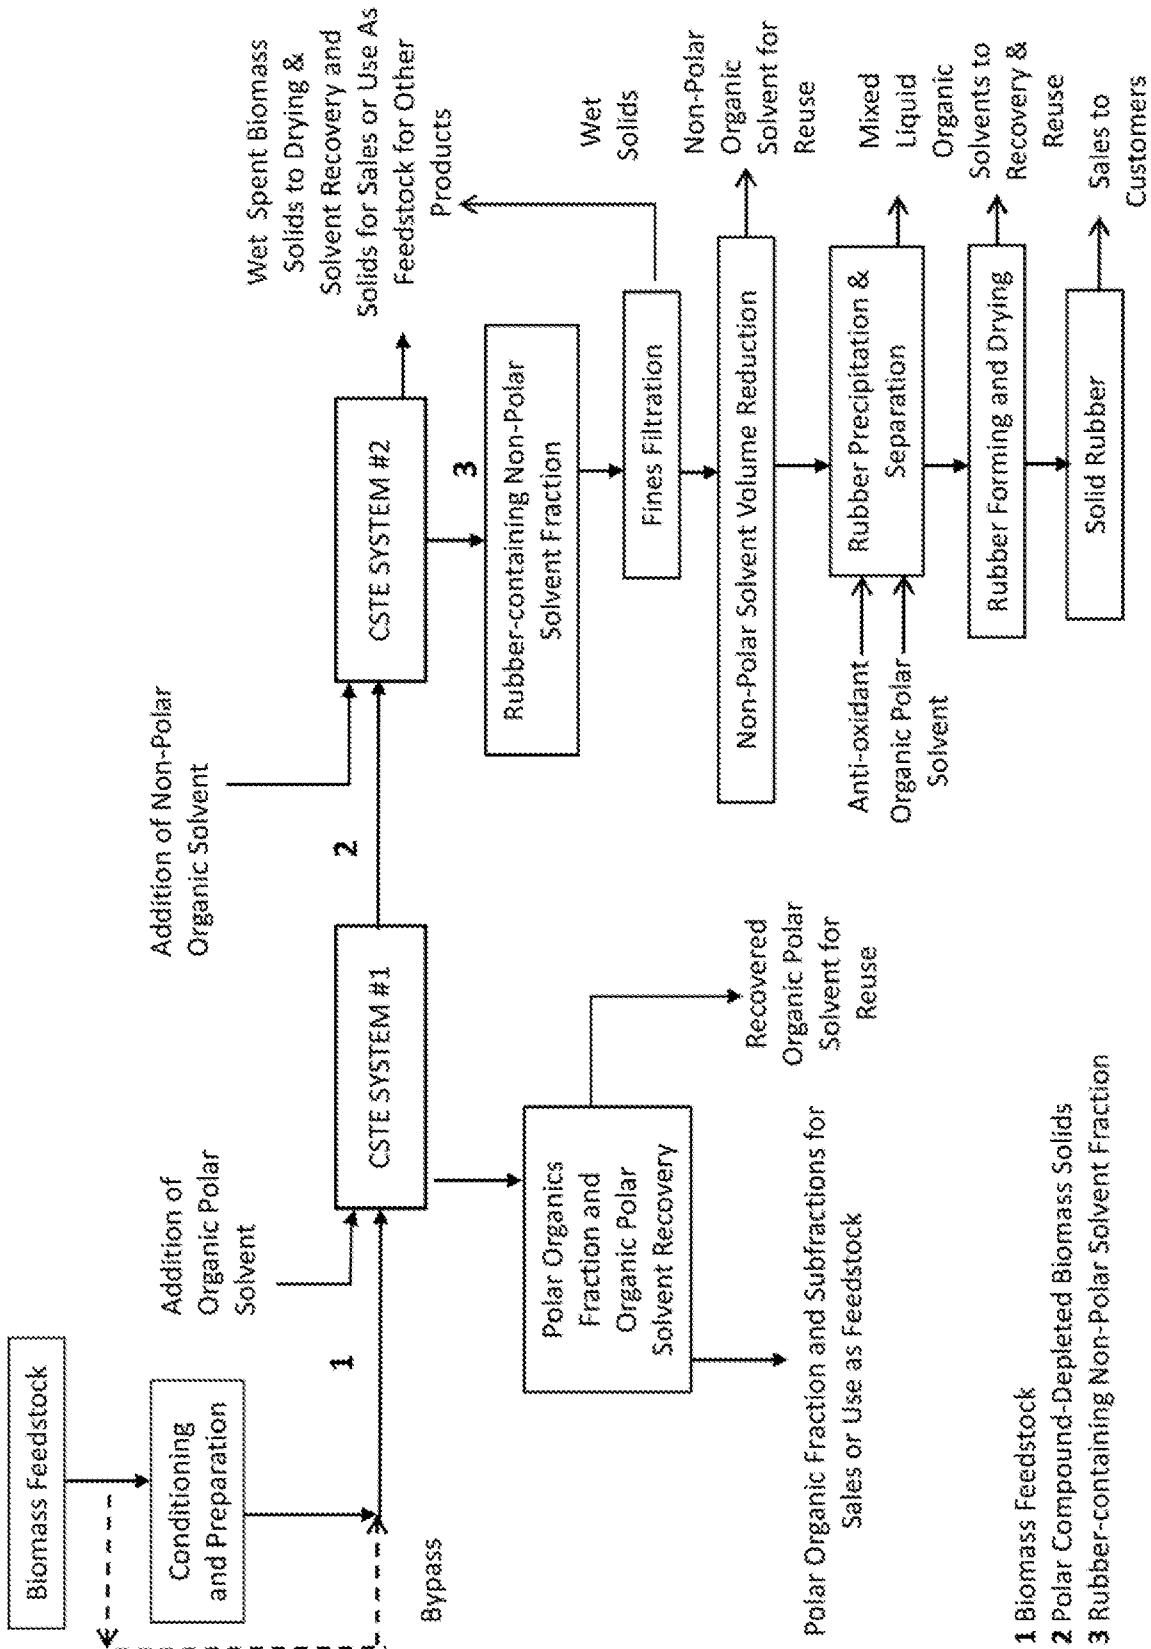 Biomass Feedstock
Conditioning
and Preparation
Bypass
1
Addition of
Organic Polar
Solvent
CSTE SYSTEM #1
Polar Organics
Fraction and
Organic Polar
Solvent Recovery
Recovered
Organic Polar
Solvent for
Reuse
Polar Organic Fraction and Subfractions for
Sales or Use as Feedstock
2
Addition of Non-Polar
Organic Solvent
CSTE SYSTEM #2
Wet Spent Biomass
Solids to Drying &
Solvent Recovery and
Solids for Sales or Use As
Feedstock for Other
Products
3
Rubber-containing Non-Polar
Solvent Fraction
Fines Filtration
Wet
Solids
Non-Polar Solvent Volume Reduction
Non-Polar
Organic
Solvent for
Reuse
Anti-oxidant
Organic Polar
Solvent
Rubber Precipitation &
Separation
Mixed
Liquid
Organic
Solvents to
Recovery &
Reuse
Rubber Forming and Drying
Solid Rubber
Sales to
Customers
1 Biomass Feedstock
2 Polar Compound-Depleted Biomass Solids
3 Rubber-containing Non-Polar Solvent Fraction